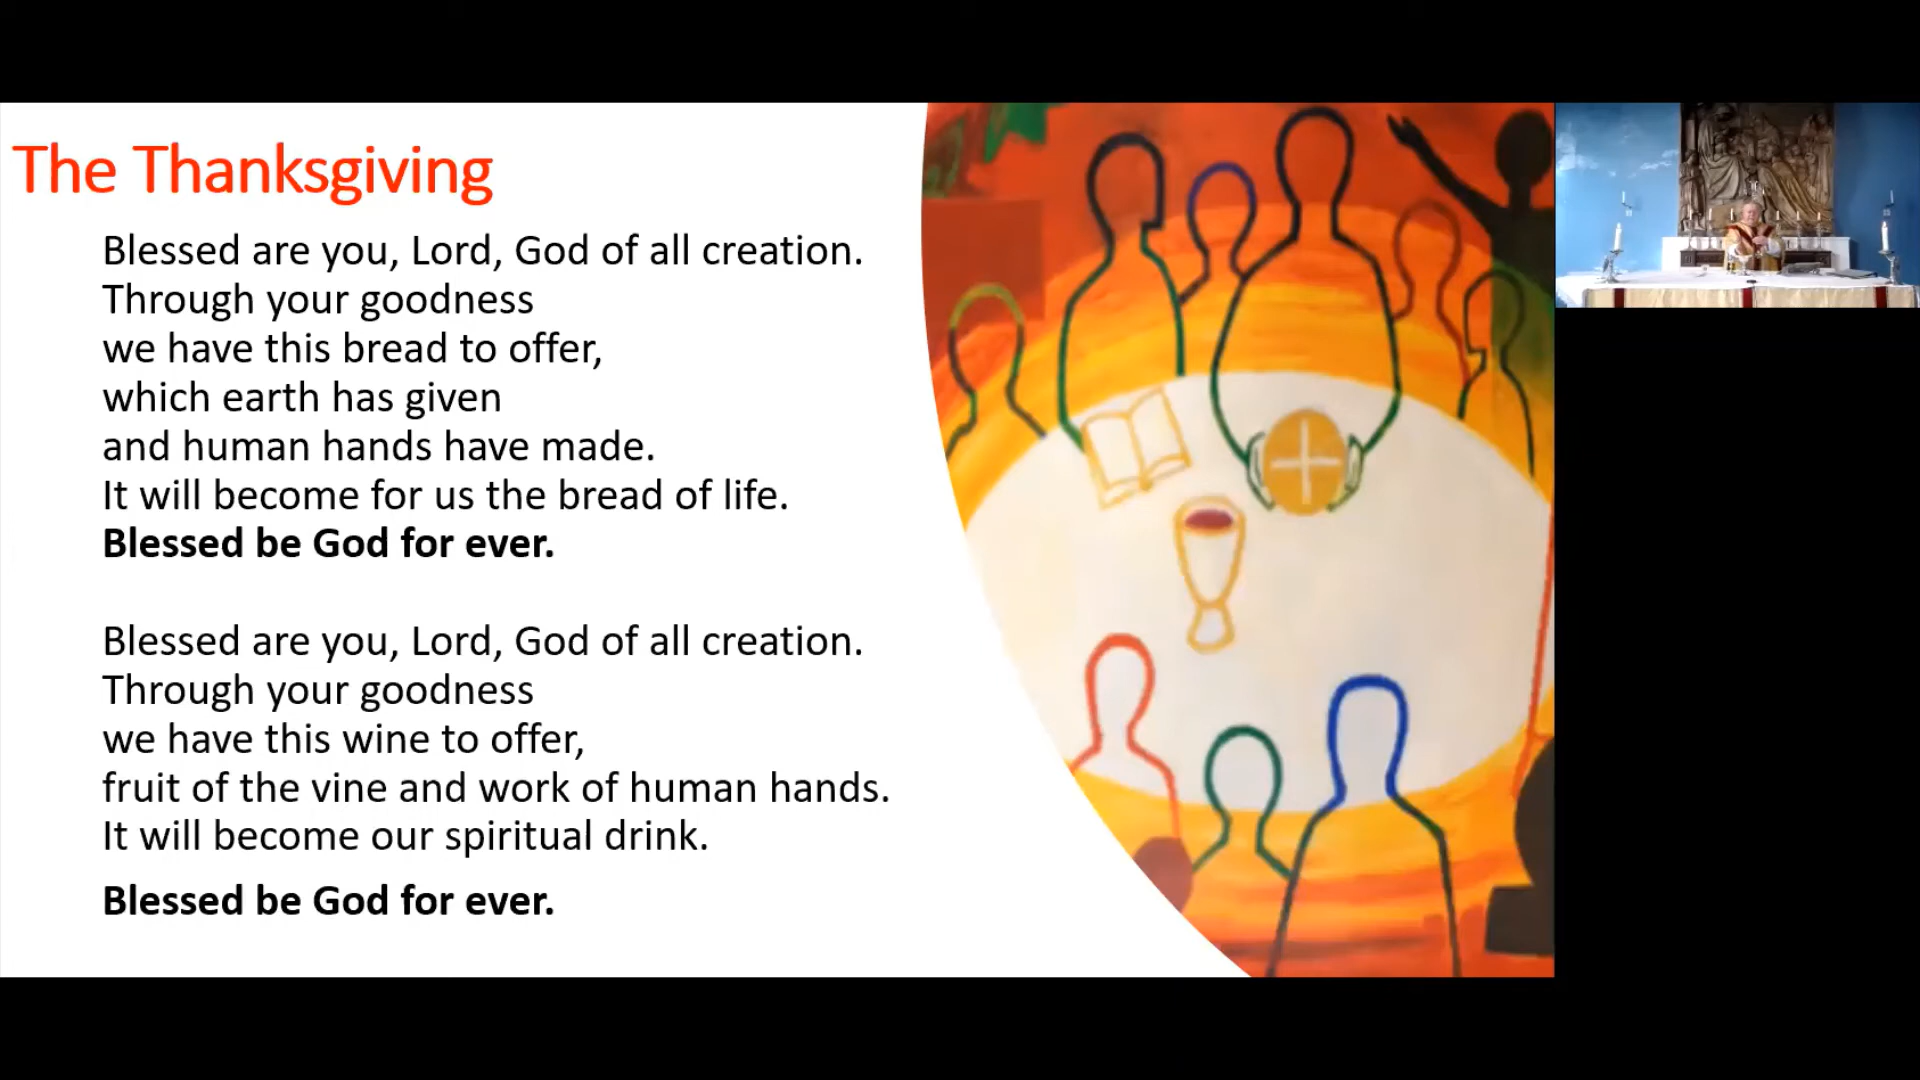 The Thanksgiving
Blessed are you, Lord, God of all creation.
Through your goodness
we have this bread to offer,
which earth has given
and human hands have made.
It will become for us the bread of life.
Blessed be God for ever.
Blessed are you, Lord, God of all creation.
Through your goodness
we have this wine to offer,
fruit of the vine and work of human hands.
It will become our spiritual drink.
Blessed be God for ever.